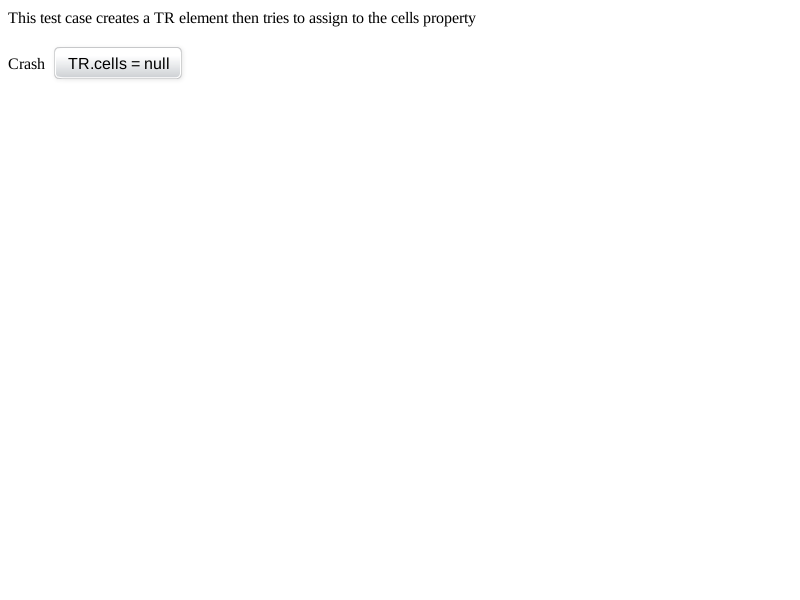 This test case creates a TR element then tries to assign to the cells property
Crash TR.cells = null